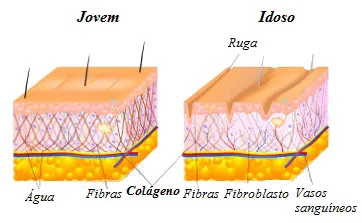 Jovem
Idoso
Ruga
Água
Fibras
Colágeno
Fibras
Fibroblasto
Vasos
sanguíneos